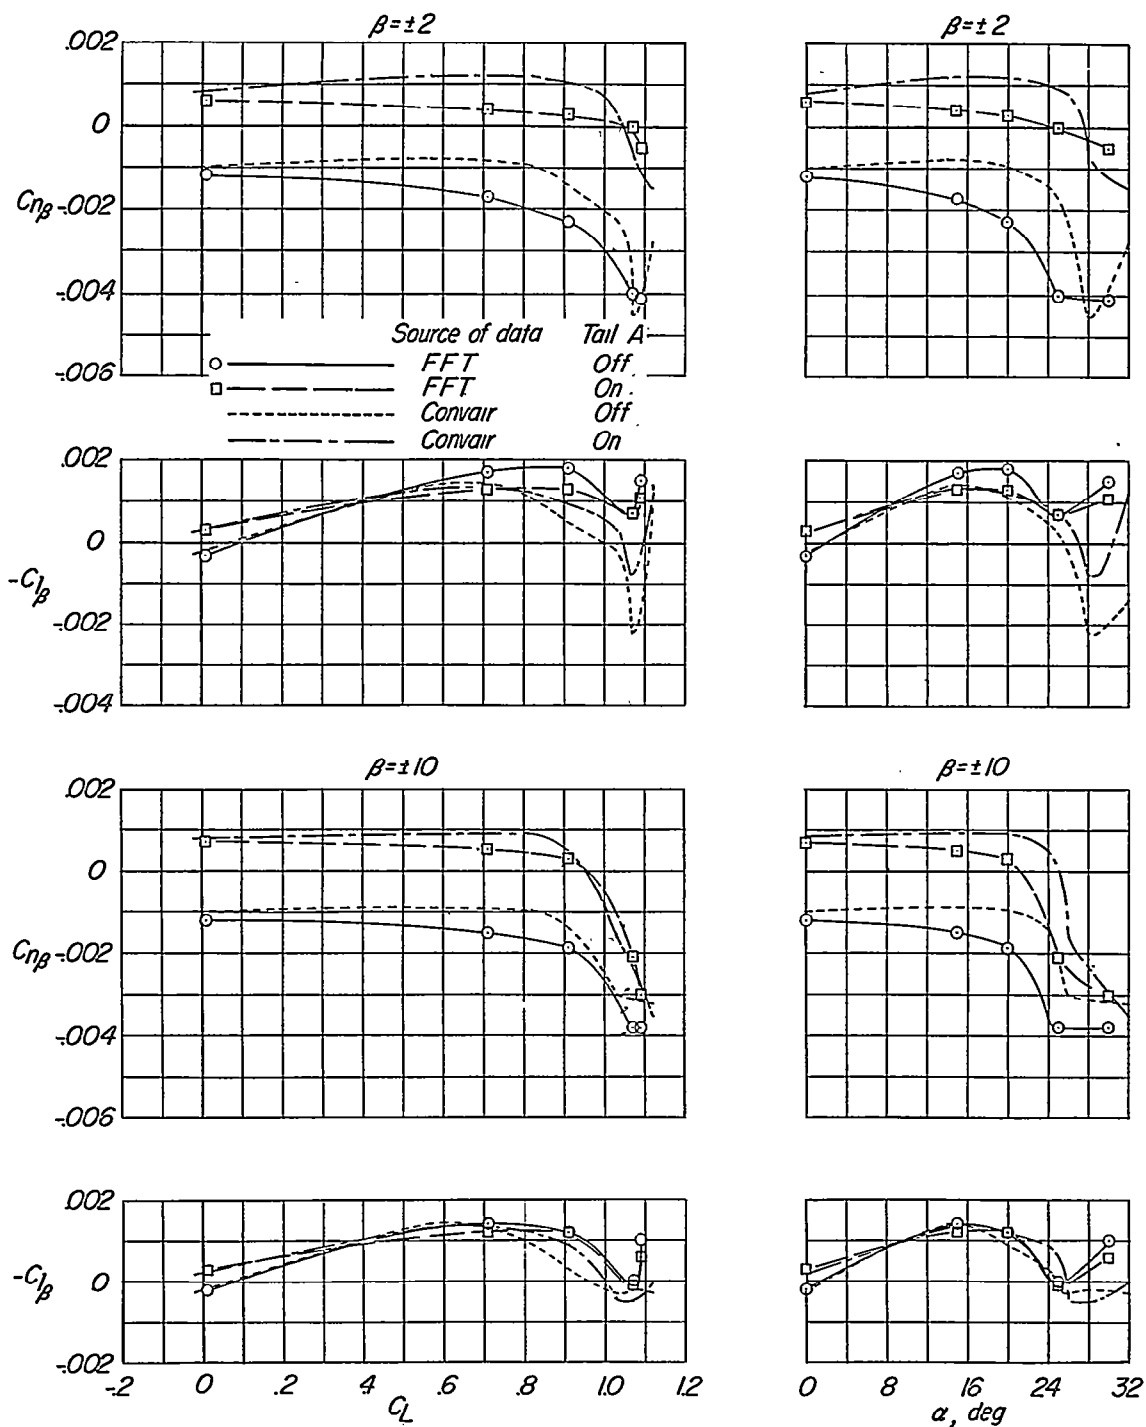 β=±2
β=±2
.002
0
Cnβ -.002
-.004
-.006
Source of data Tail A
FFT Off
FFT On
Convair Off
Convair On
.002
0
-Clβ
-.002
-.004
β=±10
β=±10
.002
0
Cnβ -.002
-.004
-.006
.002
-Clβ 0
-.002
-.2 0 .2 .4 .6 .8 1.0 1.2
0 8 16 24 32
CL
α, deg